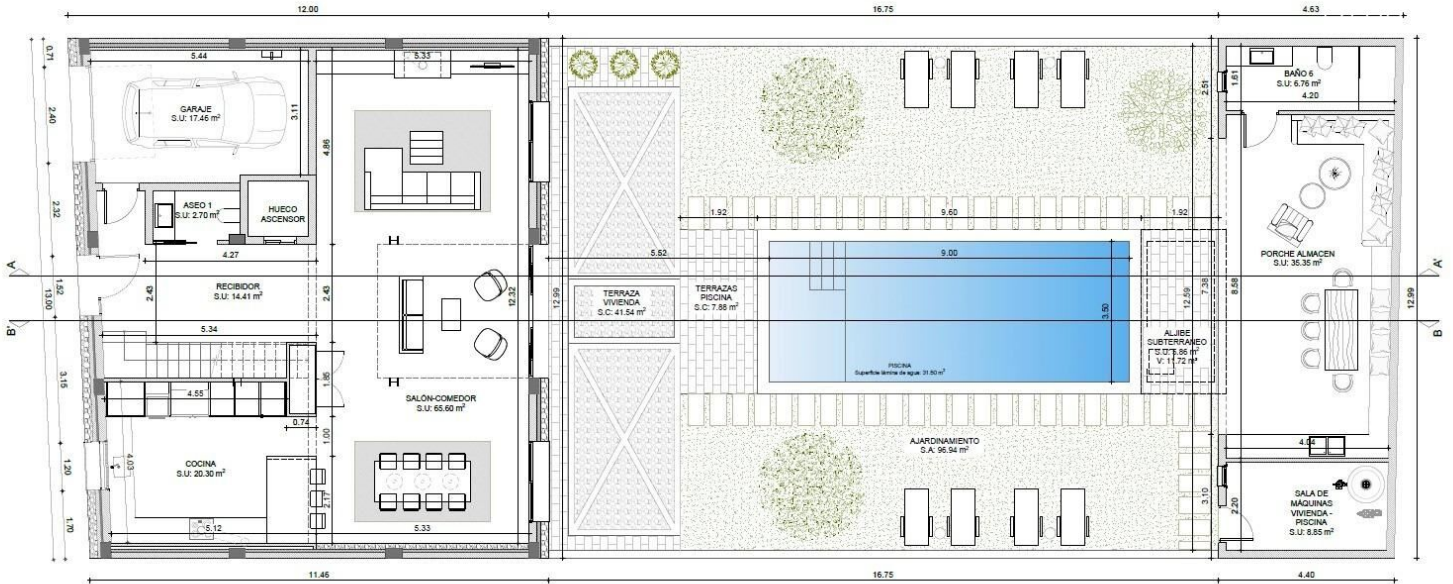 12.00
16.75
4.63
0.71
2.40
2.32
1.52
13.00
3.15
1.20
1.70
5.44
5.33
GARAJE
S.U: 17.46 m²
3.11
4.86
ASEO 1
S.U: 2.70 m²
HUECO
ASCENSOR
4.27
2.43
RECIBIDOR
S.U: 14.41 m²
2.43
5.34
12.32
4.55
1.85
0.74
1.00
SALÓN-COMEDOR
S.U: 65.60 m²
4.03
COCINA
S.U: 20.30 m²
2.17
5.12
5.33
12.99
5.52
TERRAZA
VIVIENDA
S.C: 41.54 m²
TERRAZAS
PISCINA
S.C: 7.88 m²
1.92
9.60
1.92
9.00
3.50
PISCINA
Superficie lámina de agua: 31.50 m²
ALJIBE
SUBTERRANEO
AJARDINAMIENTO
S.A: 96.94 m²
2.51
12.59
7.38
8.58
3.10
BAÑO 6
S.U: 6.76 m²
1.61
4.20
PORCHE ALMACEN
S.U: 35.35 m²
12.99
4.04
2.20
SALA DE
MÁQUINAS
VIVIENDA -
PISCINA
S.U: 8.85 m²
A
A'
B'
B
11.46
16.75
4.40